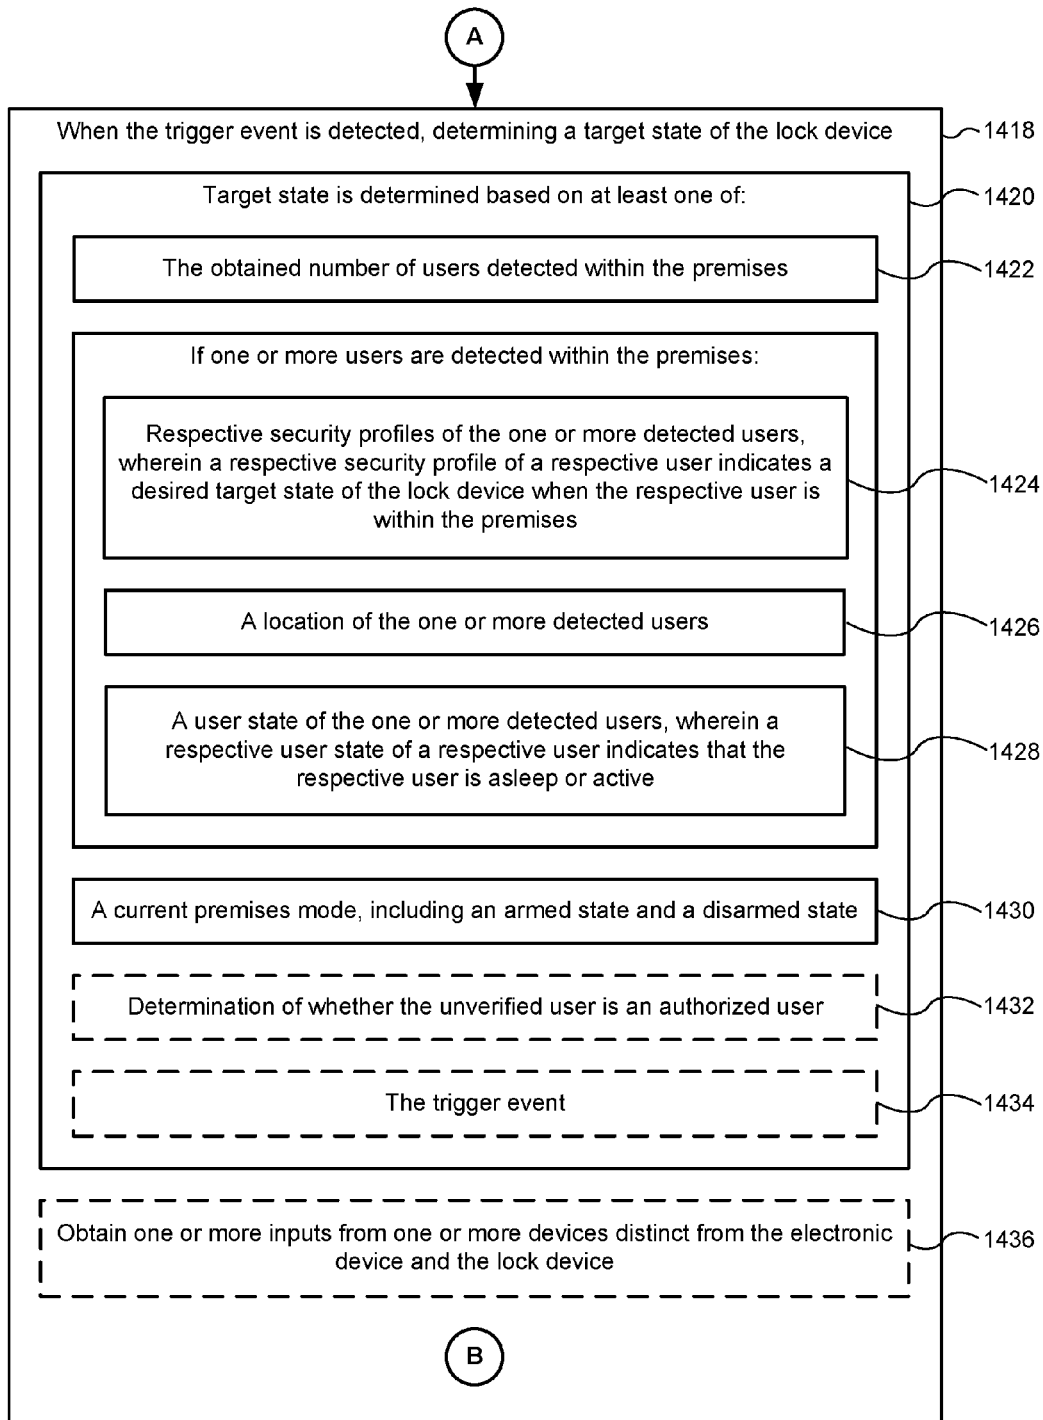 A
When the trigger event is detected, determining a target state of the lock device
1418
Target state is determined based on at least one of:
1420
The obtained number of users detected within the premises
1422
If one or more users are detected within the premises:
Respective security profiles of the one or more detected users,
wherein a respective security profile of a respective user indicates a
desired target state of the lock device when the respective user is
within the premises
1424
A location of the one or more detected users
1426
A user state of the one or more detected users, wherein a
respective user state of a respective user indicates that the
respective user is asleep or active
1428
A current premises mode, including an armed state and a disarmed state
1430
Determination of whether the unverified user is an authorized user
1432
The trigger event
1434
Obtain one or more inputs from one or more devices distinct from the electronic
device and the lock device
1436
B